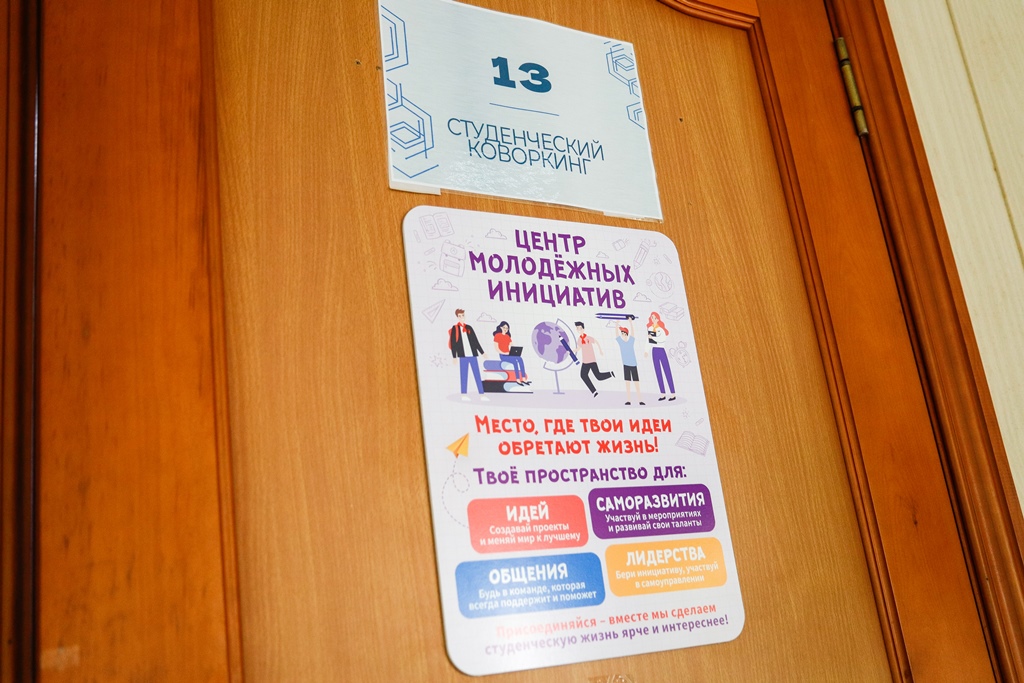 13
СТУДЕНЧЕСКИЙ
КОВОРКИНГ
ЦЕНТР
МОЛОДЁЖНЫХ
ИНИЦИАТИВ
Место, где твои идеи
обретают жизнь!
Твоё пространство для:
ИДЕЙ
Создавай проекты
и меняй мир к лучшему
САМОРАЗВИТИЯ
Участвуй в мероприятиях
и развивай свои таланты
ОБЩЕНИЯ
Будь в команде, которая
всегда поддержит и поможет
ЛИДЕРСТВА
Бери инициативу, участвуй
в самоуправлении
Присоединяйся – вместе мы сделаем
студенческую жизнь ярче и интереснее!